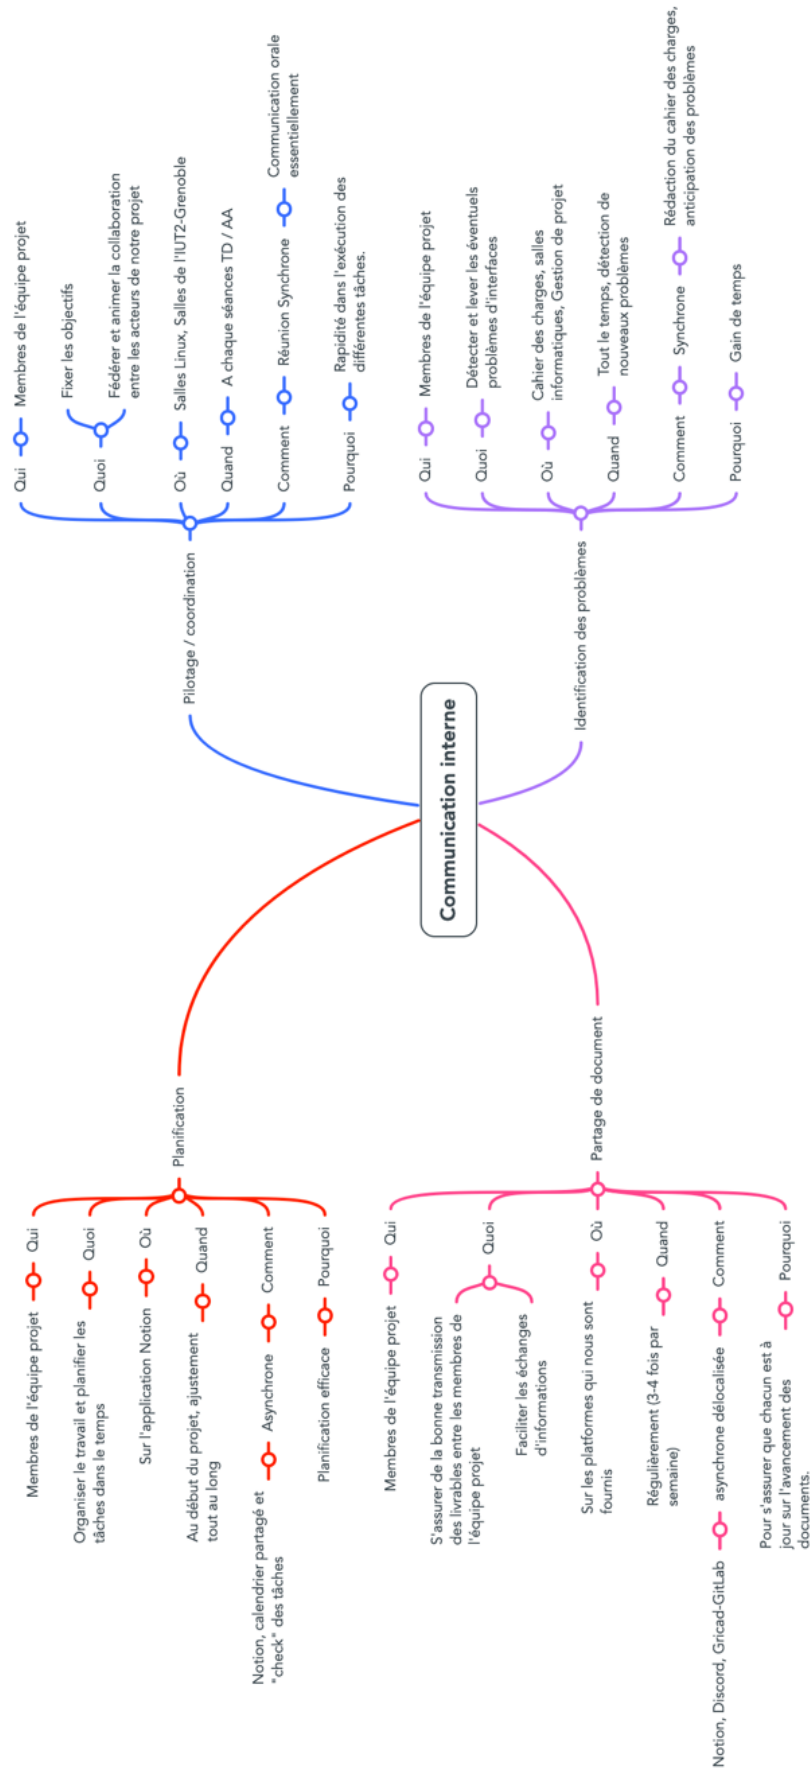 Communication interne
Planification
Qui
Membres de l'équipe projet
Quoi
Organiser le travail et planifier les
tâches dans le temps
Où
Sur l'application Notion
Quand
Au début du projet, ajustement
tout au long
Comment
Asynchrone
Notion, calendrier partagé et
"check" des tâches
Pourquoi
Planification efficace
Partage de document
Qui
Membres de l'équipe projet
Quoi
S'assurer de la bonne transmission
des livrables entre les membres de
l'équipe projet
Faciliter les échanges
d'informations
Où
Sur les platformes qui nous sont
fournis
Quand
Régulièrement (3-4 fois par
semaine)
Comment
asynchrone délocalisée
Notion, Discord, Gricad-GitLab
Pourquoi
Pour s'assurer que chacun est à
jour sur l'avancement des
documents.
Pilotage / coordination
Qui
Membres de l'équipe projet
Quoi
Fixer les objectifs
Fédérer et animer la collaboration
entre les acteurs de notre projet
Où
Salles Linux, Salles de l'IUT2-Grenoble
Quand
A chaque séances TD / AA
Comment
Réunion Synchrone
Communication orale
essentiellement
Pourquoi
Rapidité dans l'exécution des
différentes tâches.
Identification des problèmes
Qui
Membres de l'équipe projet
Quoi
Détecter et lever les éventuels
problèmes d'interfaces
Où
Cahier des charges, salles
informatiques, Gestion de projet
Quand
Tout le temps, détection de
nouveaux problèmes
Comment
Synchrone
Rédaction du cahier des charges,
anticipation des problèmes
Pourquoi
Gain de temps